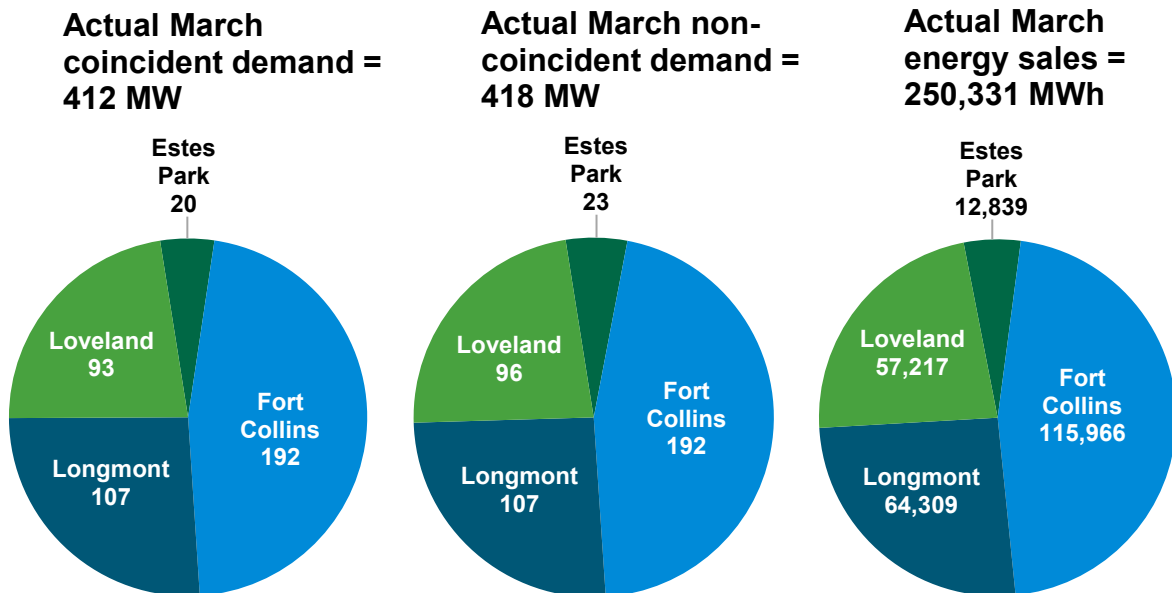 Actual March
coincident demand =
412 MW
Estes
Park
20
Loveland
93
Fort
Collins
192
Longmont
107
Actual March non-
coincident demand =
418 MW
Estes
Park
23
Loveland
96
Fort
Collins
192
Longmont
107
Actual March
energy sales =
250,331 MWh
Estes
Park
12,839
Loveland
57,217
Fort
Collins
115,966
Longmont
64,309